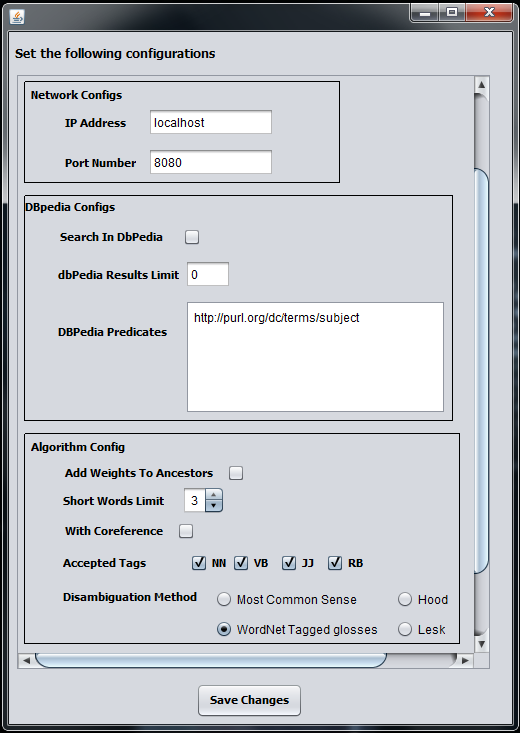 Set the following configurations
Network Configs
IP Address localhost
Port Number 8080
DBpedia Configs
Search In DbPedia
dbPedia Results Limit 0
DBPedia Predicates http://purl.org/dc/terms/subject
Algorithm Config
Add Weights To Ancestors
Short Words Limit 3
With Coreference
Accepted Tags NN VB JJ RB
Disambiguation Method Most Common Sense Hood
WordNet Tagged glosses Lesk
Save Changes